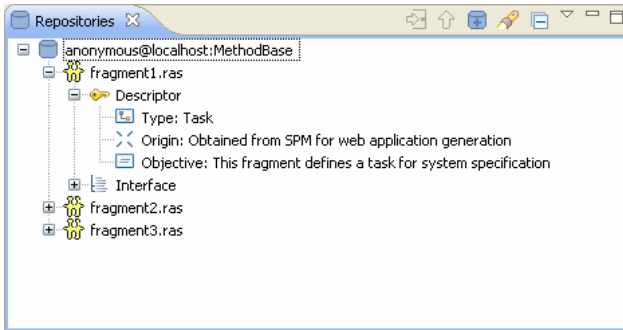 Repositories
anonymous@localhost:MethodBase
fragment1.ras
Descriptor
Type: Task
Origin: Obtained from SPM for web application generation
Objective: This fragment defines a task for system specification
Interface
fragment2.ras
fragment3.ras